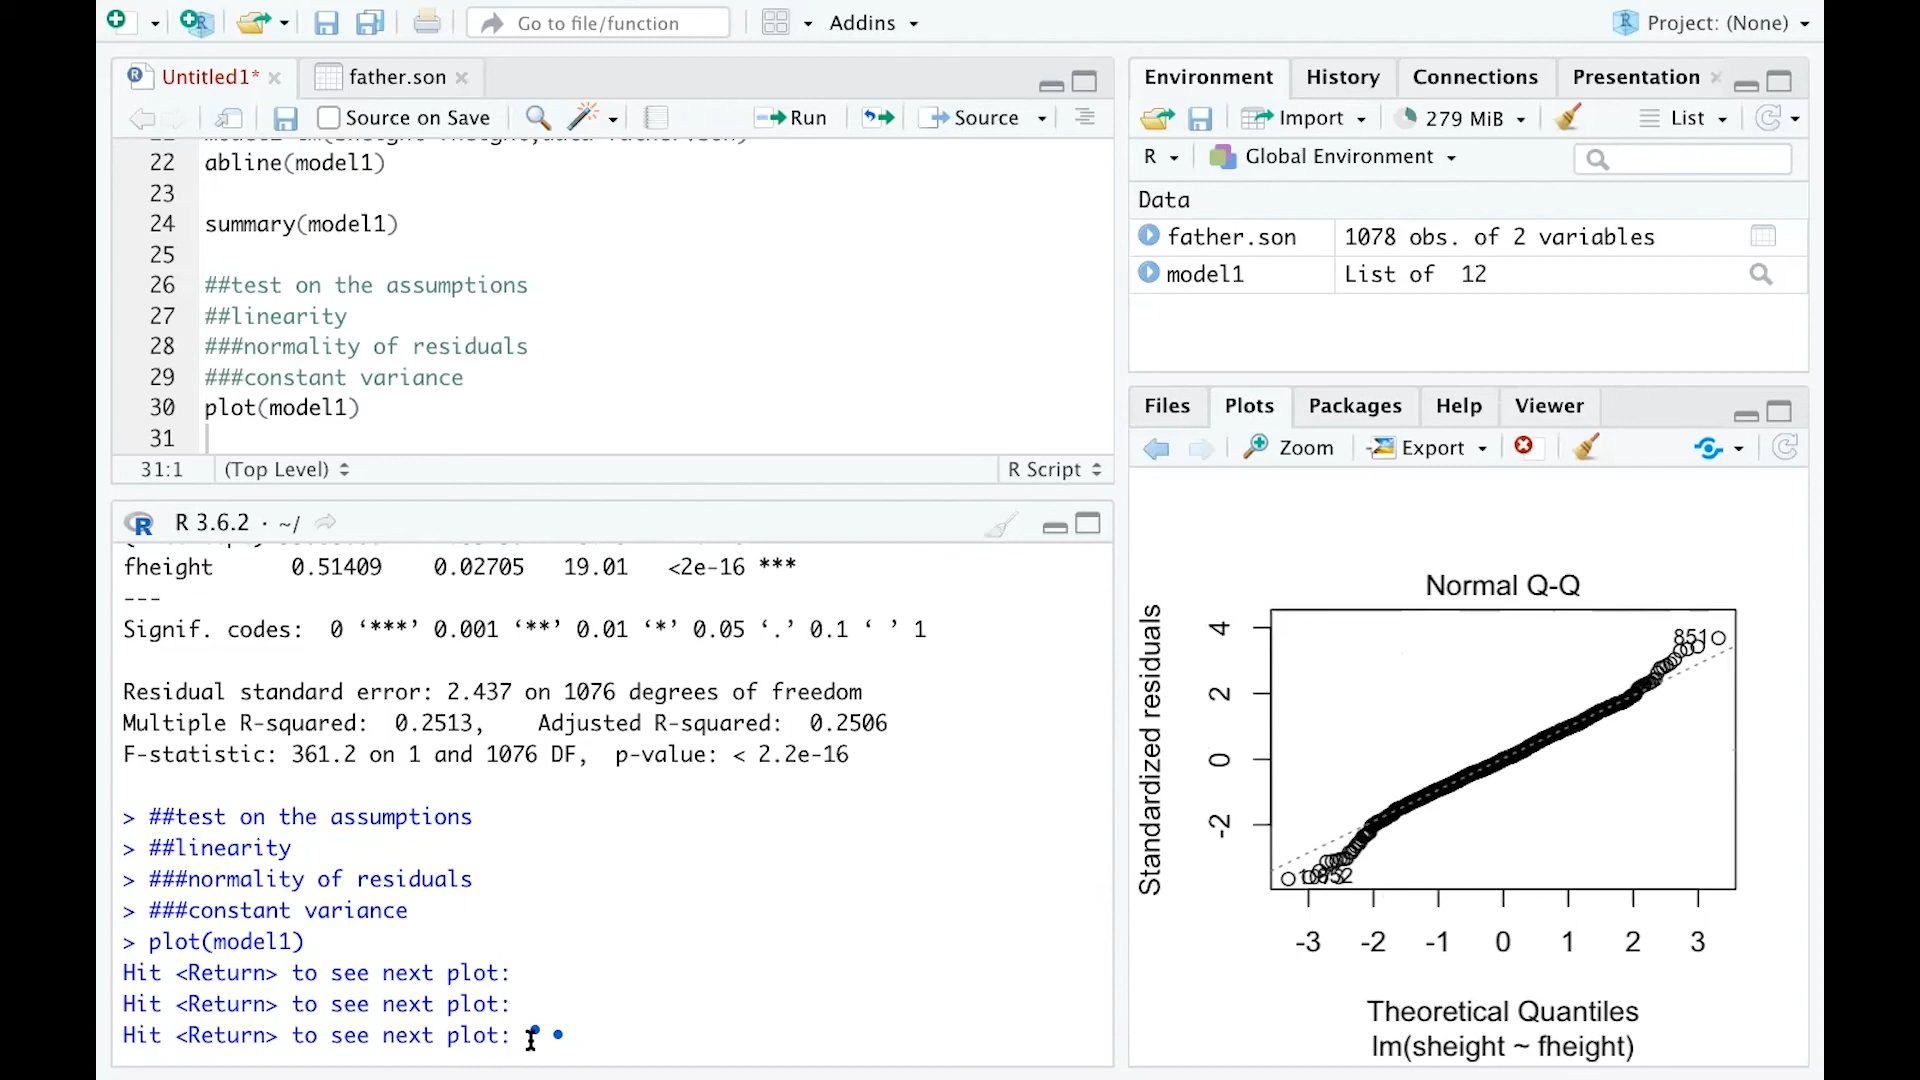 Go to file/function
Addins
Project: (None)
Untitled1*
father.son
Source on Save
Run
Source
22 abline(model1)
23
24 summary(model1)
25
26 ##test on the assumptions
27 ##linearity
28 ###normality of residuals
29 ###constant variance
30 plot(model1)
31
31:1 (Top Level) R Script
R 3.6.2 · ~/
fheight 0.51409 0.02705 19.01 <2e-16 ***
---
Signif. codes: 0 ‘***’ 0.001 ‘**’ 0.01 ‘*’ 0.05 ‘.’ 0.1 ‘ ’ 1
Residual standard error: 2.437 on 1076 degrees of freedom
Multiple R-squared: 0.2513, Adjusted R-squared: 0.2506
F-statistic: 361.2 on 1 and 1076 DF, p-value: < 2.2e-16
> ##test on the assumptions
> ##linearity
> ###normality of residuals
> ###constant variance
> plot(model1)
Hit <Return> to see next plot:
Hit <Return> to see next plot:
Hit <Return> to see next plot:
Environment History Connections Presentation
Import 279 MiB List
R Global Environment
Data
father.son 1078 obs. of 2 variables
model1 List of 12
Files Plots Packages Help Viewer
Zoom Export
Normal Q-Q
Standardized residuals
4
2
0
-2
851
-3 -2 -1 0 1 2 3
Theoretical Quantiles
lm(sheight ~ fheight)